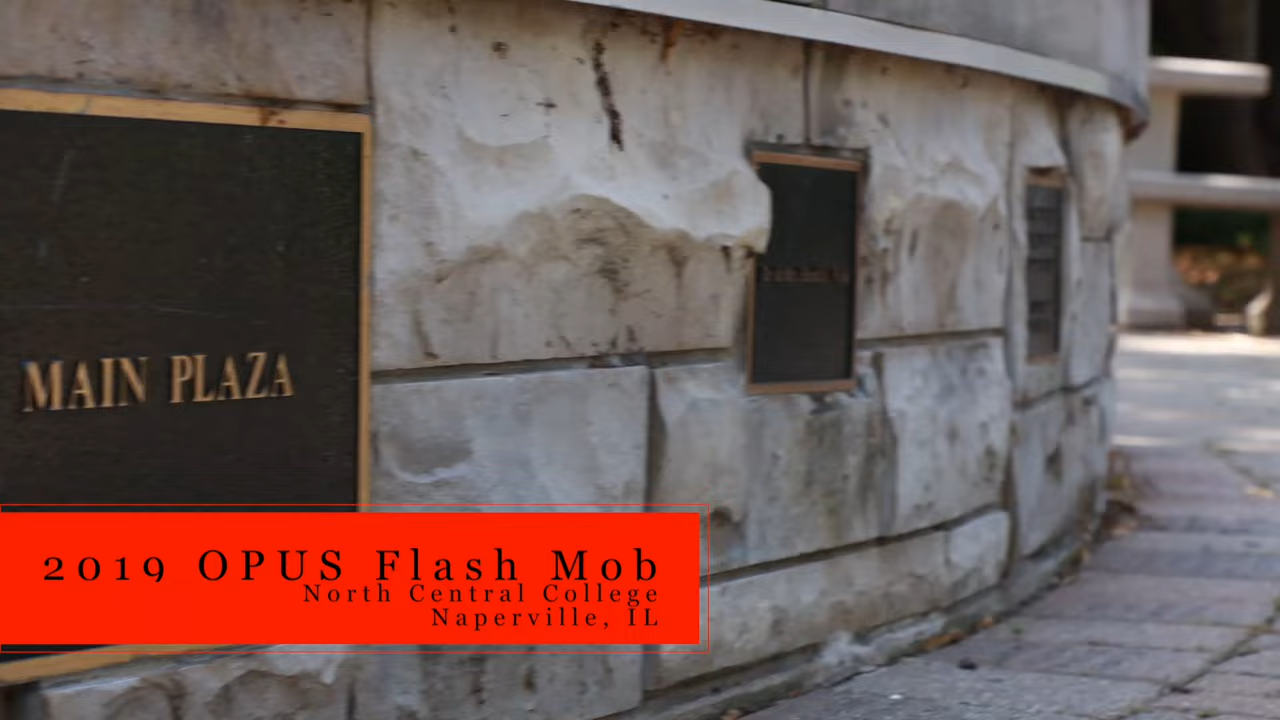 MAIN PLAZA
2019 OPUS Flash Mob
North Central College
Naperville, IL